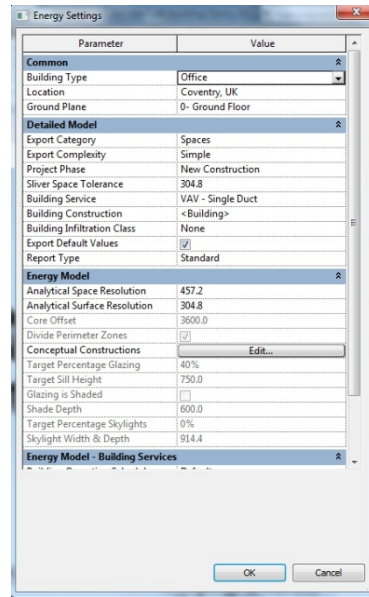 Energy Settings
Parameter Value
Common
Building Type Office
Location Coventry, UK
Ground Plane 0- Ground Floor
Detailed Model
Export Category Spaces
Export Complexity Simple
Project Phase New Construction
Sliver Space Tolerance 304.8
Building Service VAV - Single Duct
Building Construction <Building>
Building Infiltration Class None
Export Default Values
Report Type Standard
Energy Model
Analytical Space Resolution 457.2
Analytical Surface Resolution 304.8
Core Offset 3600.0
Divide Perimeter Zones
Conceptual Constructions Edit...
Target Percentage Glazing 40%
Target Sill Height 750.0
Glazing is Shaded
Shade Depth 600.0
Target Percentage Skylights 0%
Skylight Width & Depth 914.4
Energy Model - Building Services
OK Cancel